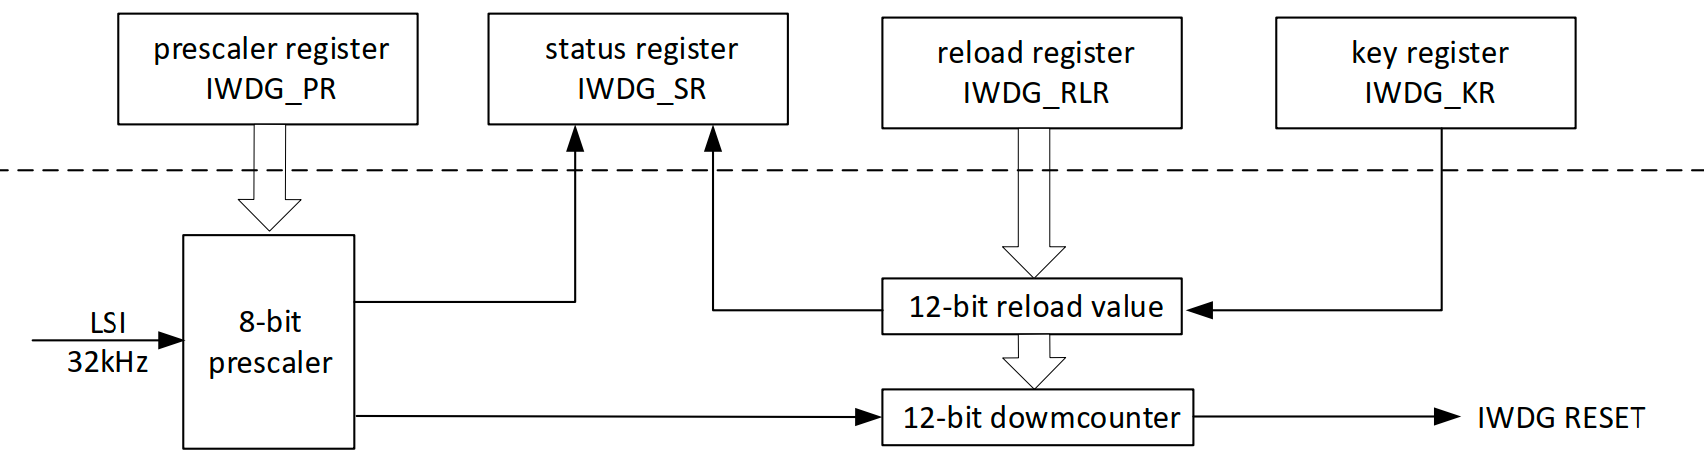 prescaler register
IWDG_PR
status register
IWDG_SR
reload register
IWDG_RLR
key register
IWDG_KR
LSI
32kHz
8-bit
prescaler
12-bit reload value
12-bit dowmcounter
IWDG RESET